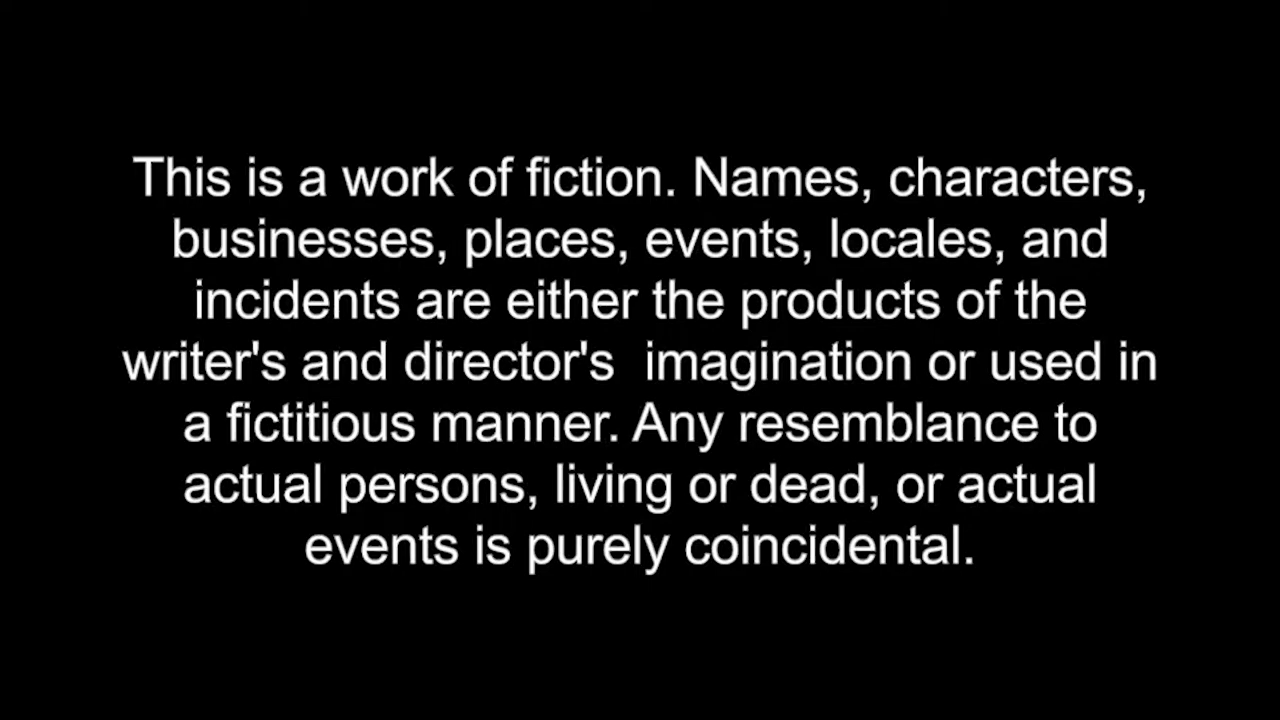 This is a work of fiction. Names, characters,
businesses, places, events, locales, and
incidents are either the products of the
writer's and director's  imagination or used in
a fictitious manner. Any resemblance to
actual persons, living or dead, or actual
events is purely coincidental.